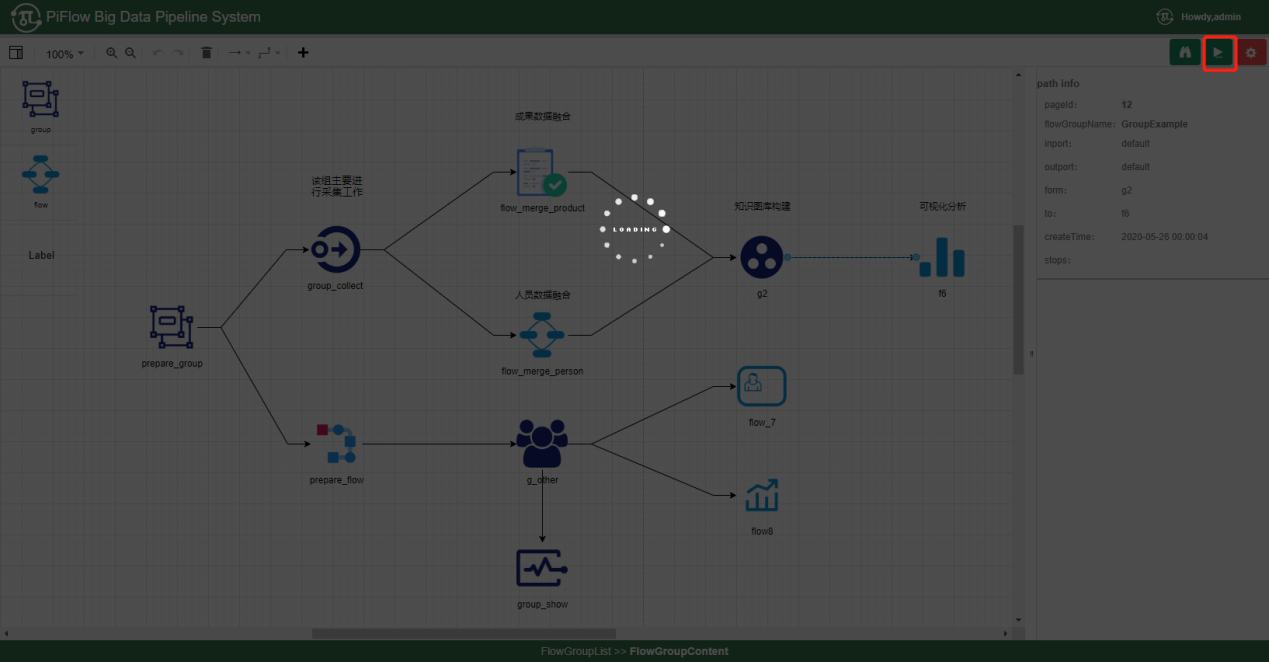 PiFlow Big Data Pipeline System
Howdy,admin
100%
group
flow
Label
成果数据融合
该组主要进
行采集工作
flow_merge_product
LOADING
知识图库构建
可视化分析
group_collect
g2
f6
人员数据融合
prepare_group
flow_merge_person
flow_7
prepare_flow
g_other
flow8
group_show
path info
pageId: 12
flowGroupName: GroupExample
inport: default
outport: default
form: g2
to: f6
createTime: 2020-05-26 00:00:04
stops:
FlowGroupList >> FlowGroupContent